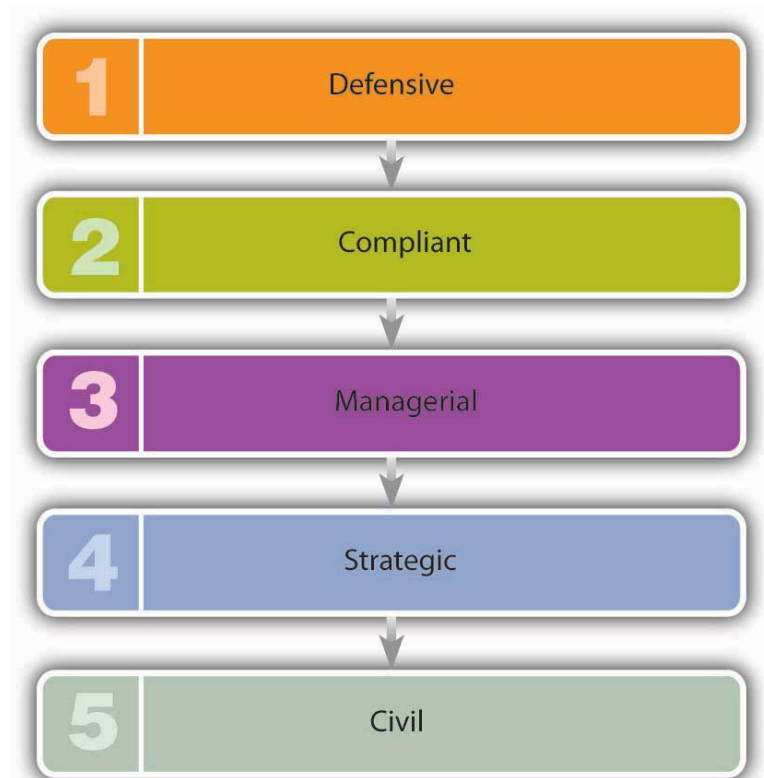 1 Defensive
2 Compliant
3 Managerial
4 Strategic
5 Civil